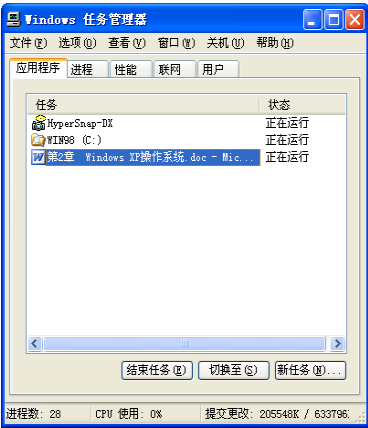 Windows 任务管理器
文件(F) 选项(O) 查看(V) 窗口(W) 关机(U) 帮助(H)
应用程序 进程 性能 联网 用户
任务 状态
HyperSnap-DX 正在运行
WIN98 (C:) 正在运行
第2章 Windows XP操作系统.doc - Mic... 正在运行
结束任务(E) 切换至(S) 新任务(N)...
进程数: 28 CPU 使用: 0% 提交更改: 205548K / 633796